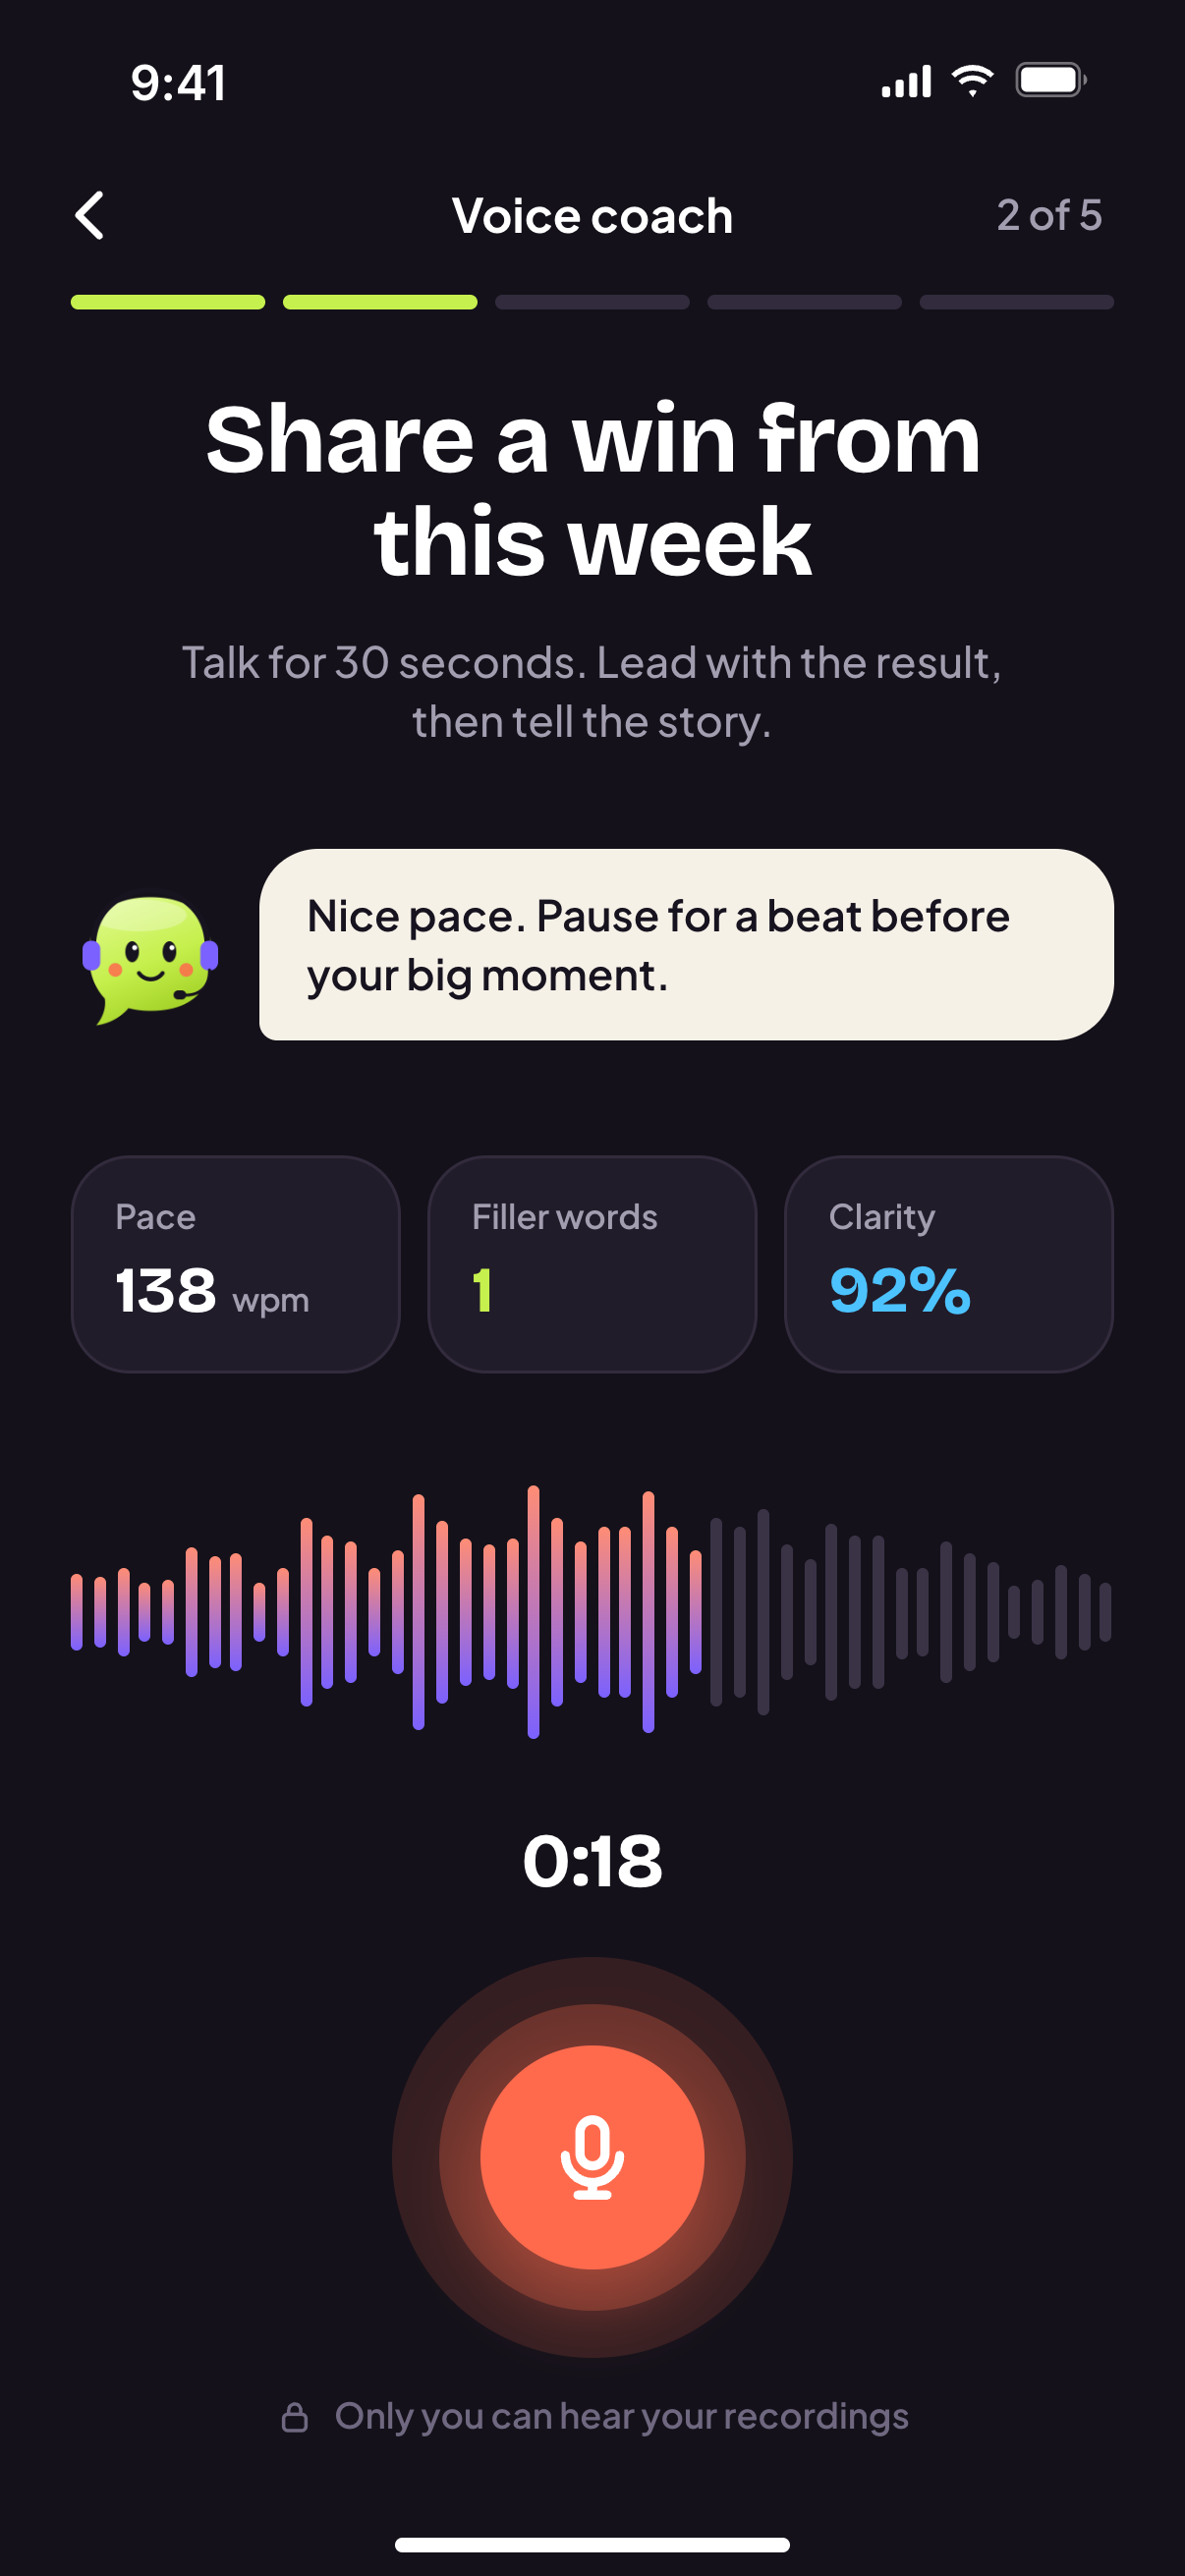 9:41
Voice coach
2 of 5
Share a win from
this week
Talk for 30 seconds. Lead with the result,
then tell the story.
Nice pace. Pause for a beat before
your big moment.
Pace
138 wpm
Filler words
1
Clarity
92%
0:18
Only you can hear your recordings